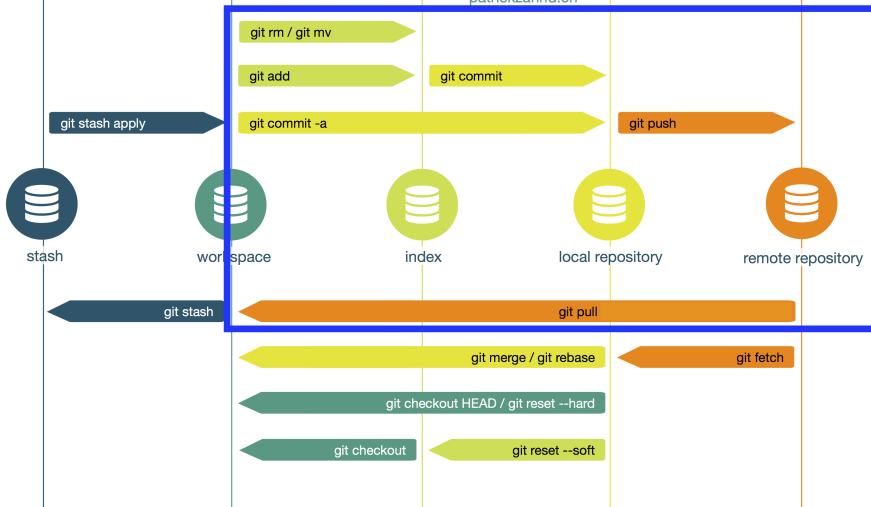 git rm / git mv
git add
git commit
git stash apply
git commit -a
git push
stash
workspace
index
local repository
remote repository
git stash
git pull
git merge / git rebase
git fetch
git checkout HEAD / git reset --hard
git checkout
git reset --soft